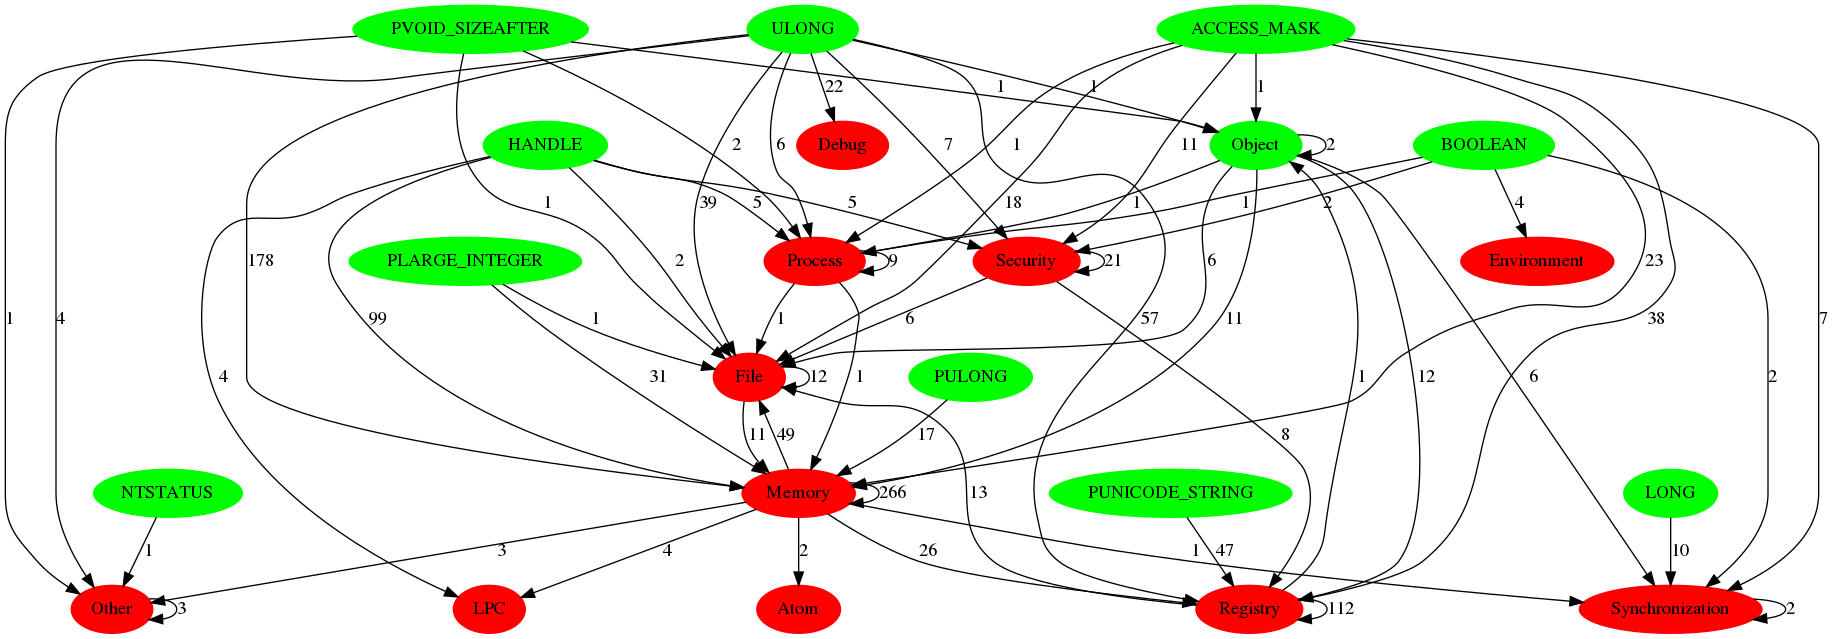 PVOID_SIZEAFTER ULONG ACCESS_MASK
22 1 1 1
HANDLE Debug Object 2 BOOLEAN
2 6 7 1 11
1 39 5 5 18 1 1 2 4
178 PLARGE_INTEGER 2 Process 9 Security 21 6 Environment 23
1 4 99 1 1 6 57 11 38 7
4 31 File 12 PULONG 1 1 12 6 2
11 49 17 8
NTSTATUS Memory 266 13 PUNICODE_STRING LONG
1 3 4 2 26 47 1 10
Other 3 LPC Atom Registry 112 Synchronization 2